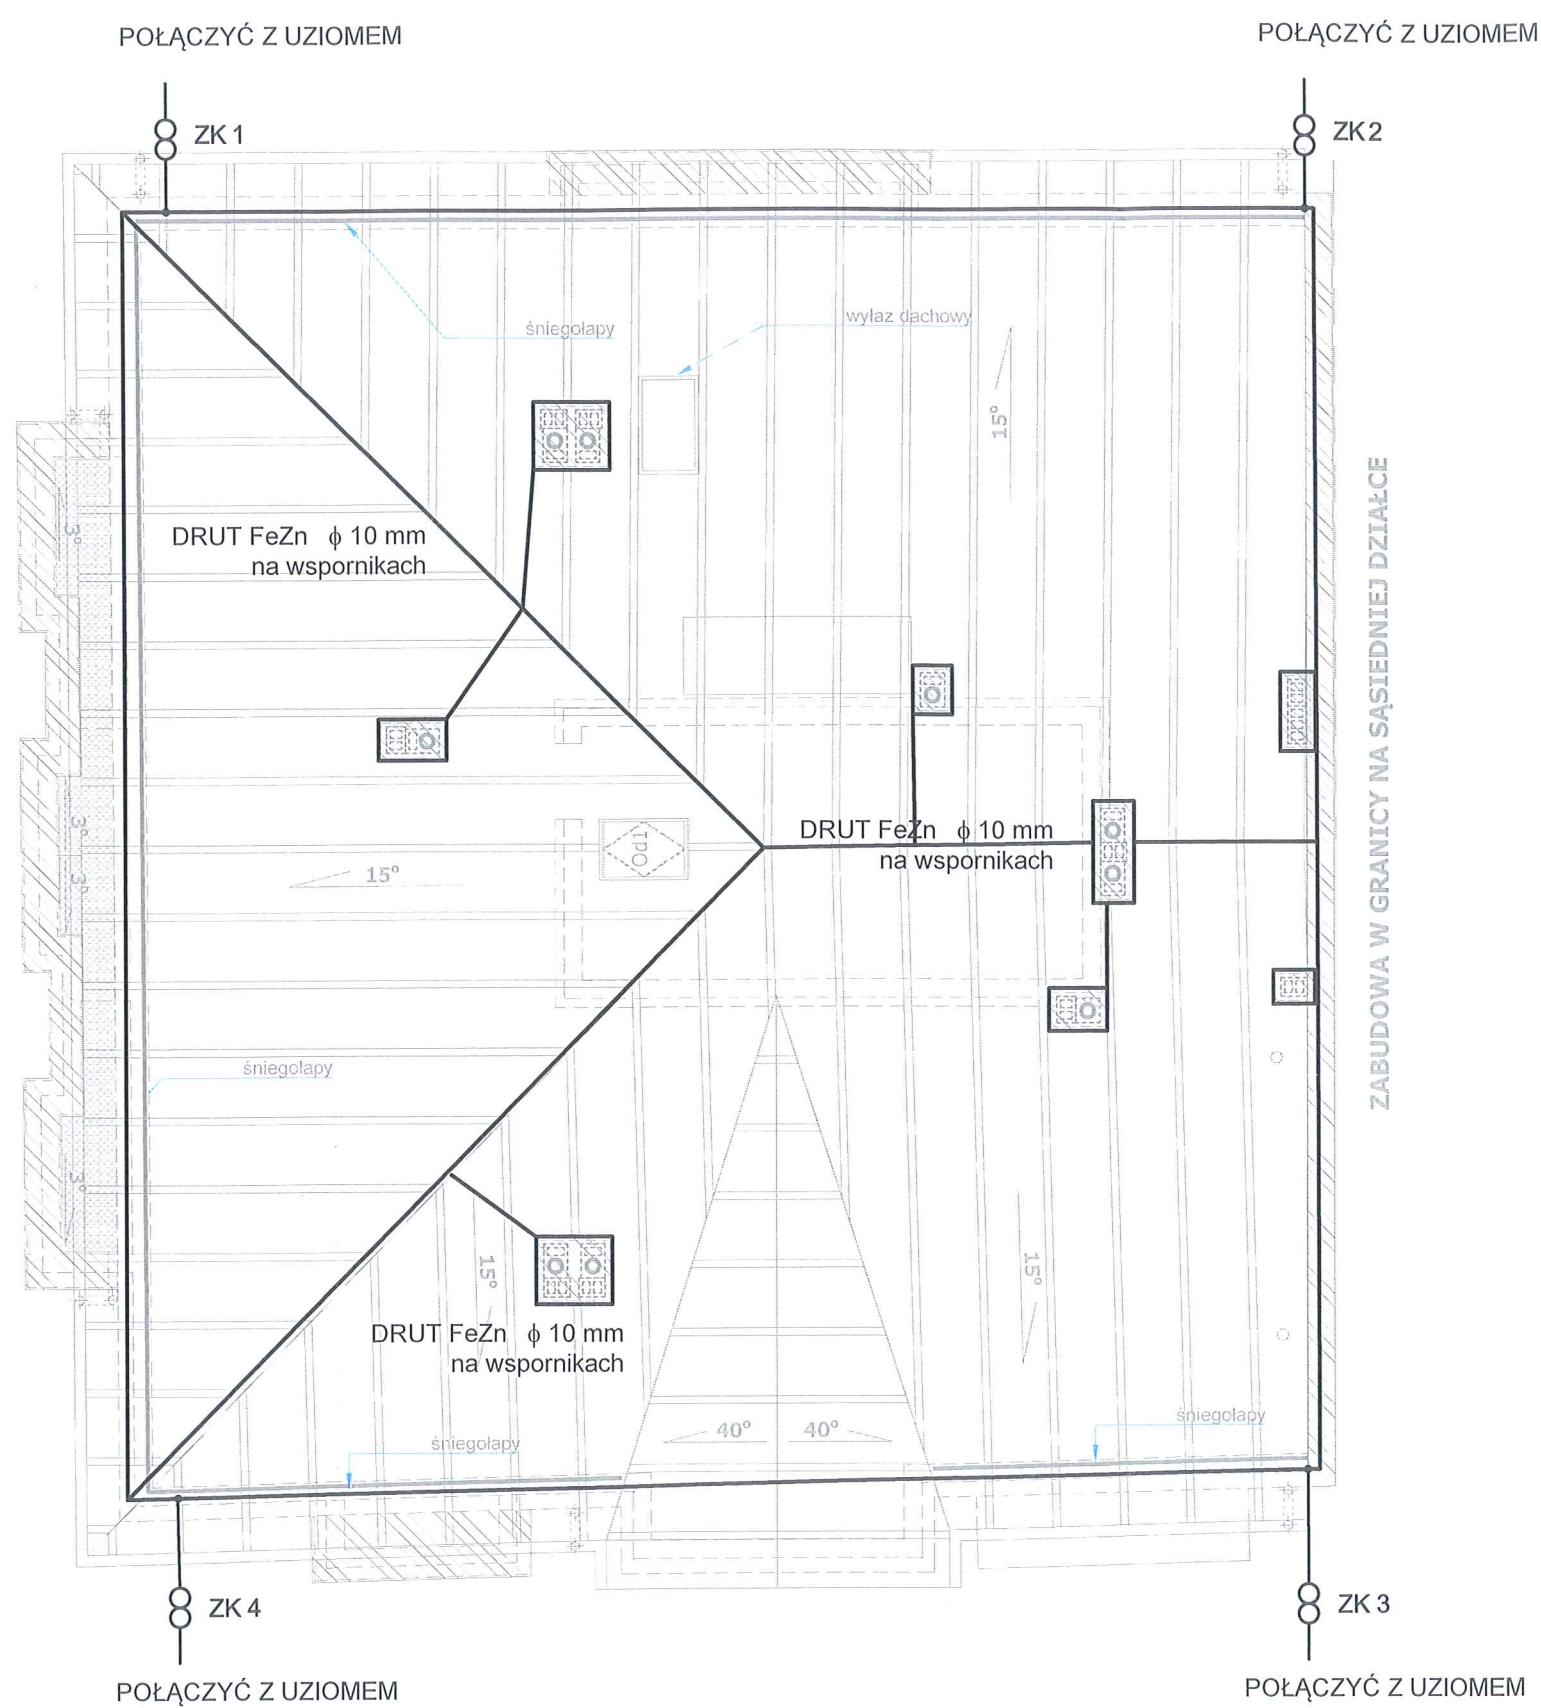 POŁĄCZYĆ Z UZIOMEM
POŁĄCZYĆ Z UZIOMEM
ZK 1
ZK 2
śniegołapy
wyłaz dachowy
15°
DRUT FeZn ϕ 10 mm
na wspornikach
3°
ZABUDOWA W GRANICY NA SĄSIEDNIEJ DZIAŁCE
DRUT FeZn ϕ 10 mm
na wspornikach
TPO
15°
3°
3°
śniegołapy
3°
15°
15°
DRUT FeZn ϕ 10 mm
na wspornikach
śniegołapy
40°
40°
śniegołapy
ZK 4
ZK 3
POŁĄCZYĆ Z UZIOMEM
POŁĄCZYĆ Z UZIOMEM